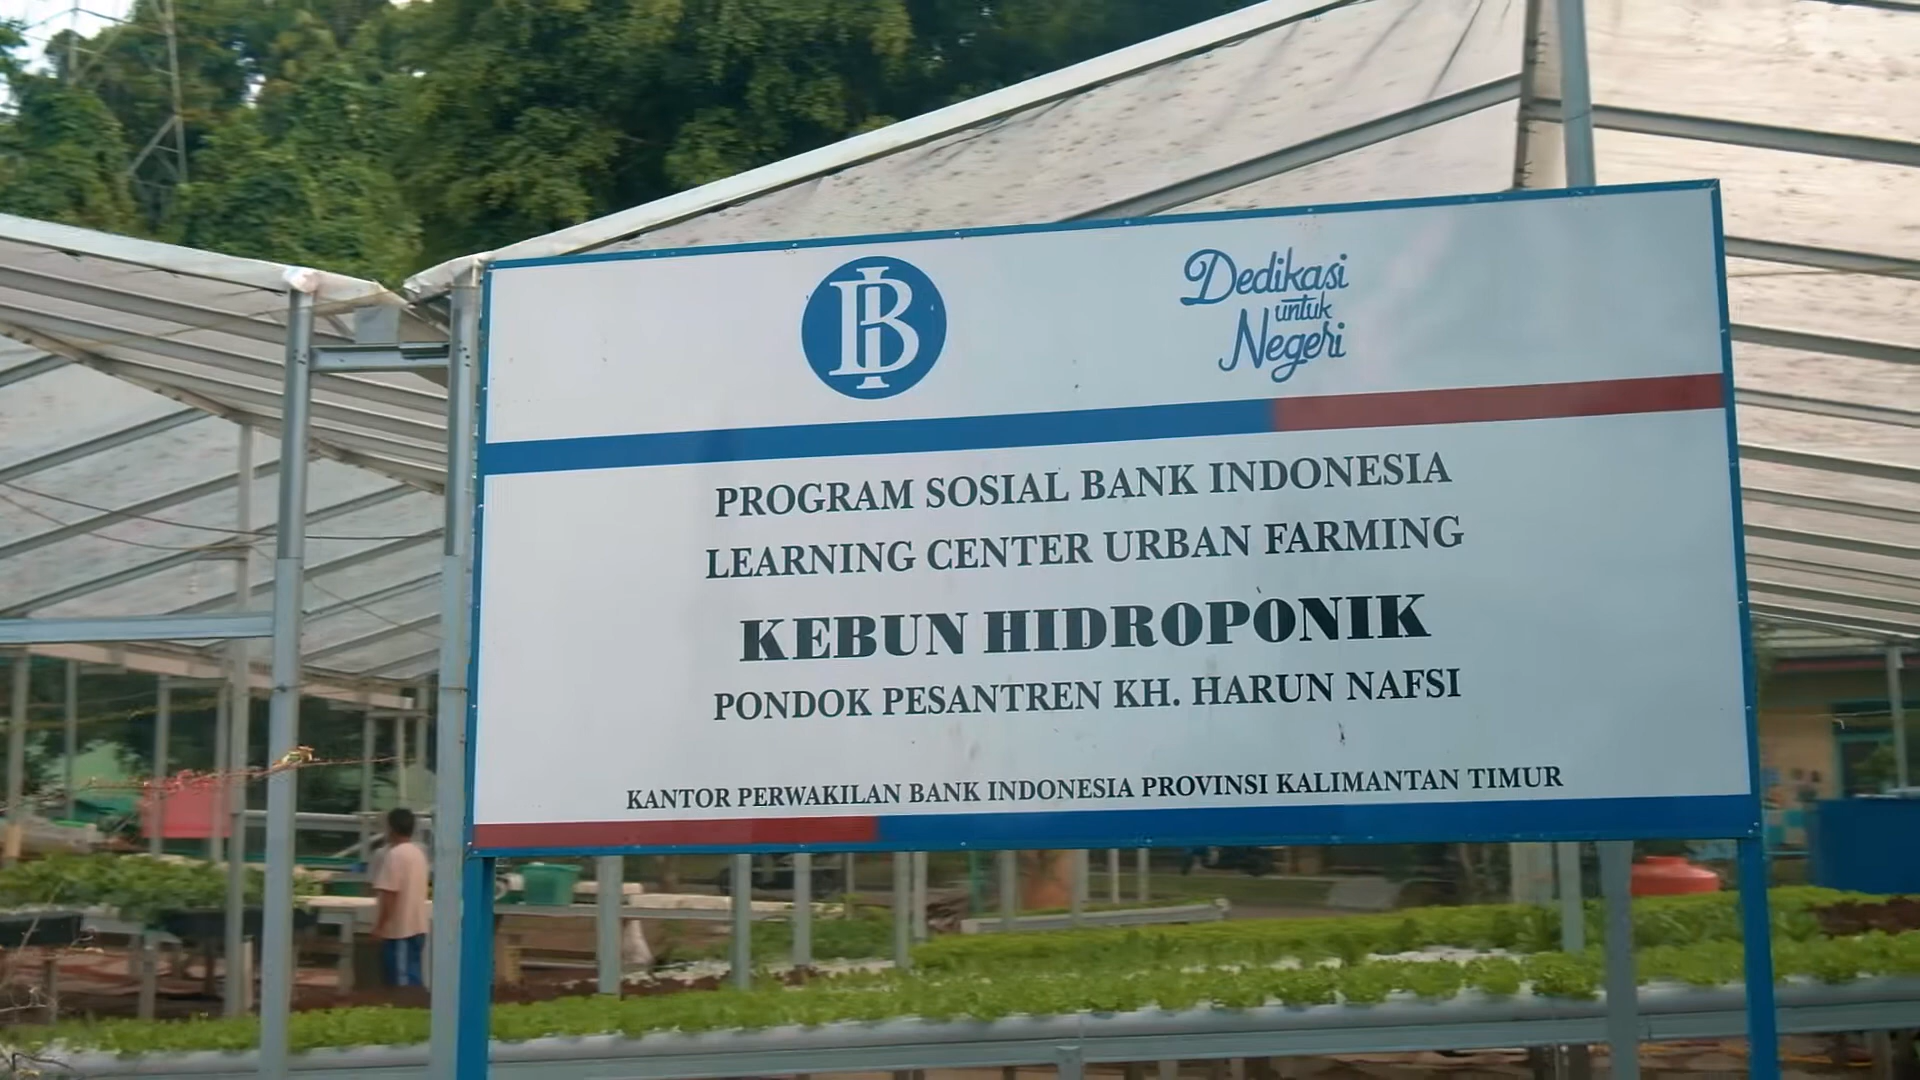 BI
Dedikasi
untuk
Negeri
PROGRAM SOSIAL BANK INDONESIA
LEARNING CENTER URBAN FARMING
KEBUN HIDROPONIK
PONDOK PESANTREN KH. HARUN NAFSI
KANTOR PERWAKILAN BANK INDONESIA PROVINSI KALIMANTAN TIMUR